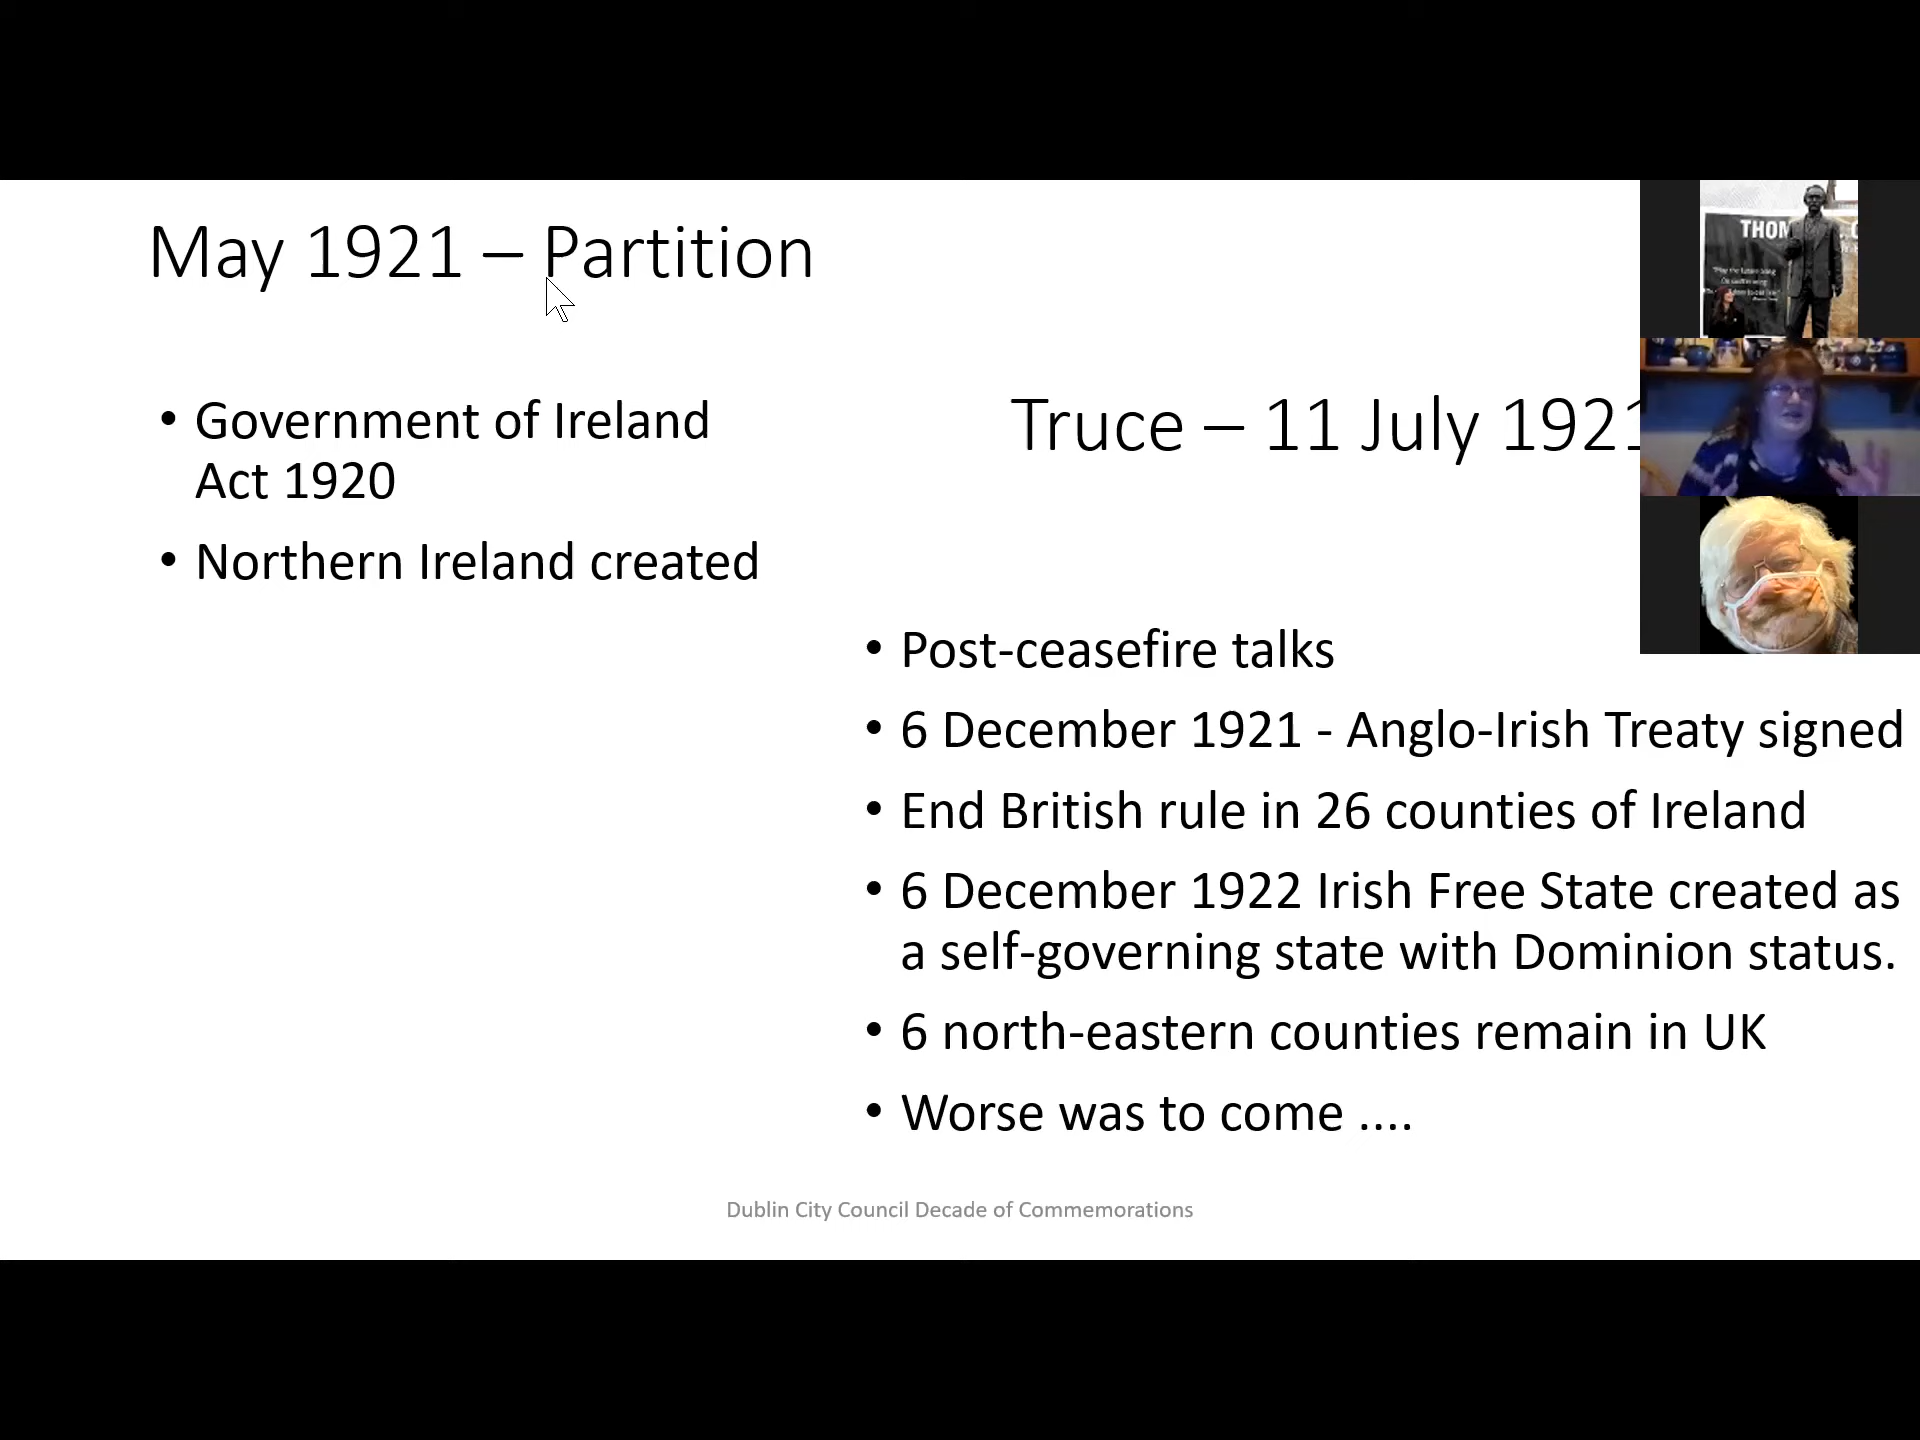 May 1921 – Partition
• Government of Ireland
Act 1920
• Northern Ireland created
Truce – 11 July 1921
• Post-ceasefire talks
• 6 December 1921 - Anglo-Irish Treaty signed
• End British rule in 26 counties of Ireland
• 6 December 1922 Irish Free State created as
a self-governing state with Dominion status.
• 6 north-eastern counties remain in UK
• Worse was to come ....
Dublin City Council Decade of Commemorations
THOM